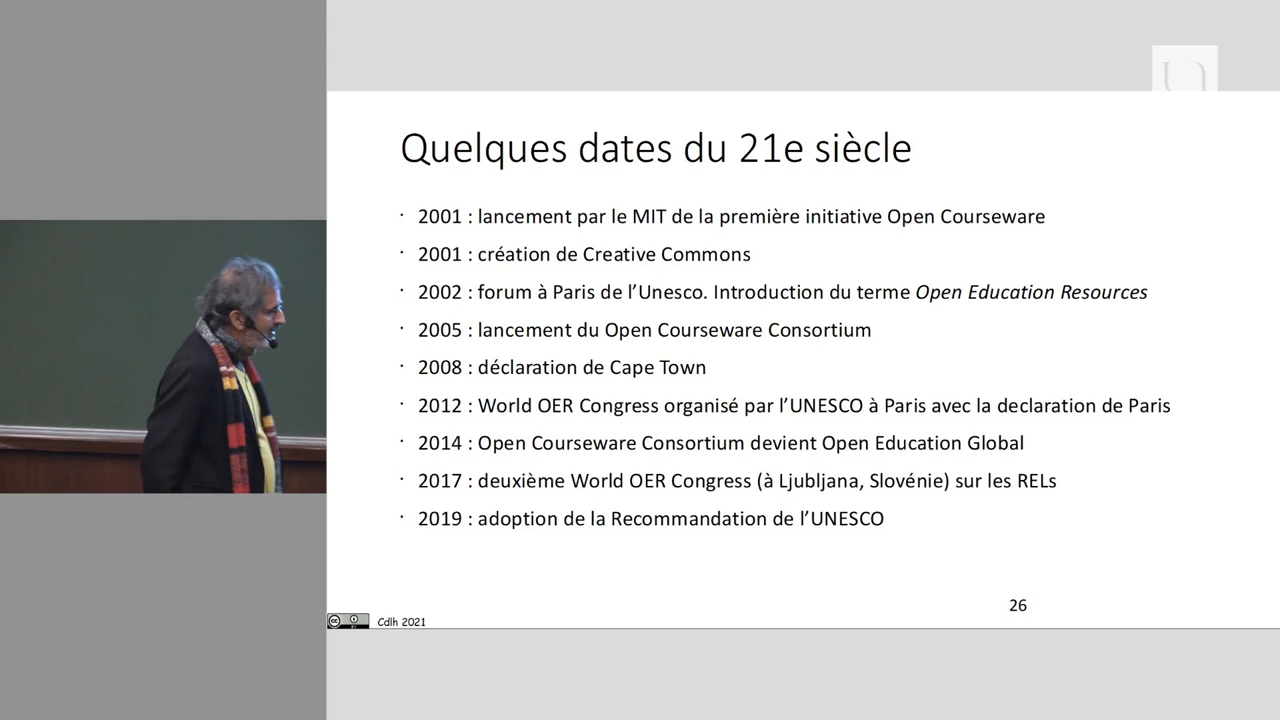 Quelques dates du 21e siècle
· 2001 : lancement par le MIT de la première initiative Open Courseware
· 2001 : création de Creative Commons
· 2002 : forum à Paris de l’Unesco. Introduction du terme Open Education Resources
· 2005 : lancement du Open Courseware Consortium
· 2008 : déclaration de Cape Town
· 2012 : World OER Congress organisé par l’UNESCO à Paris avec la declaration de Paris
· 2014 : Open Courseware Consortium devient Open Education Global
· 2017 : deuxième World OER Congress (à Ljubljana, Slovénie) sur les RELs
· 2019 : adoption de la Recommandation de l’UNESCO
26
cc BY Cdlh 2021